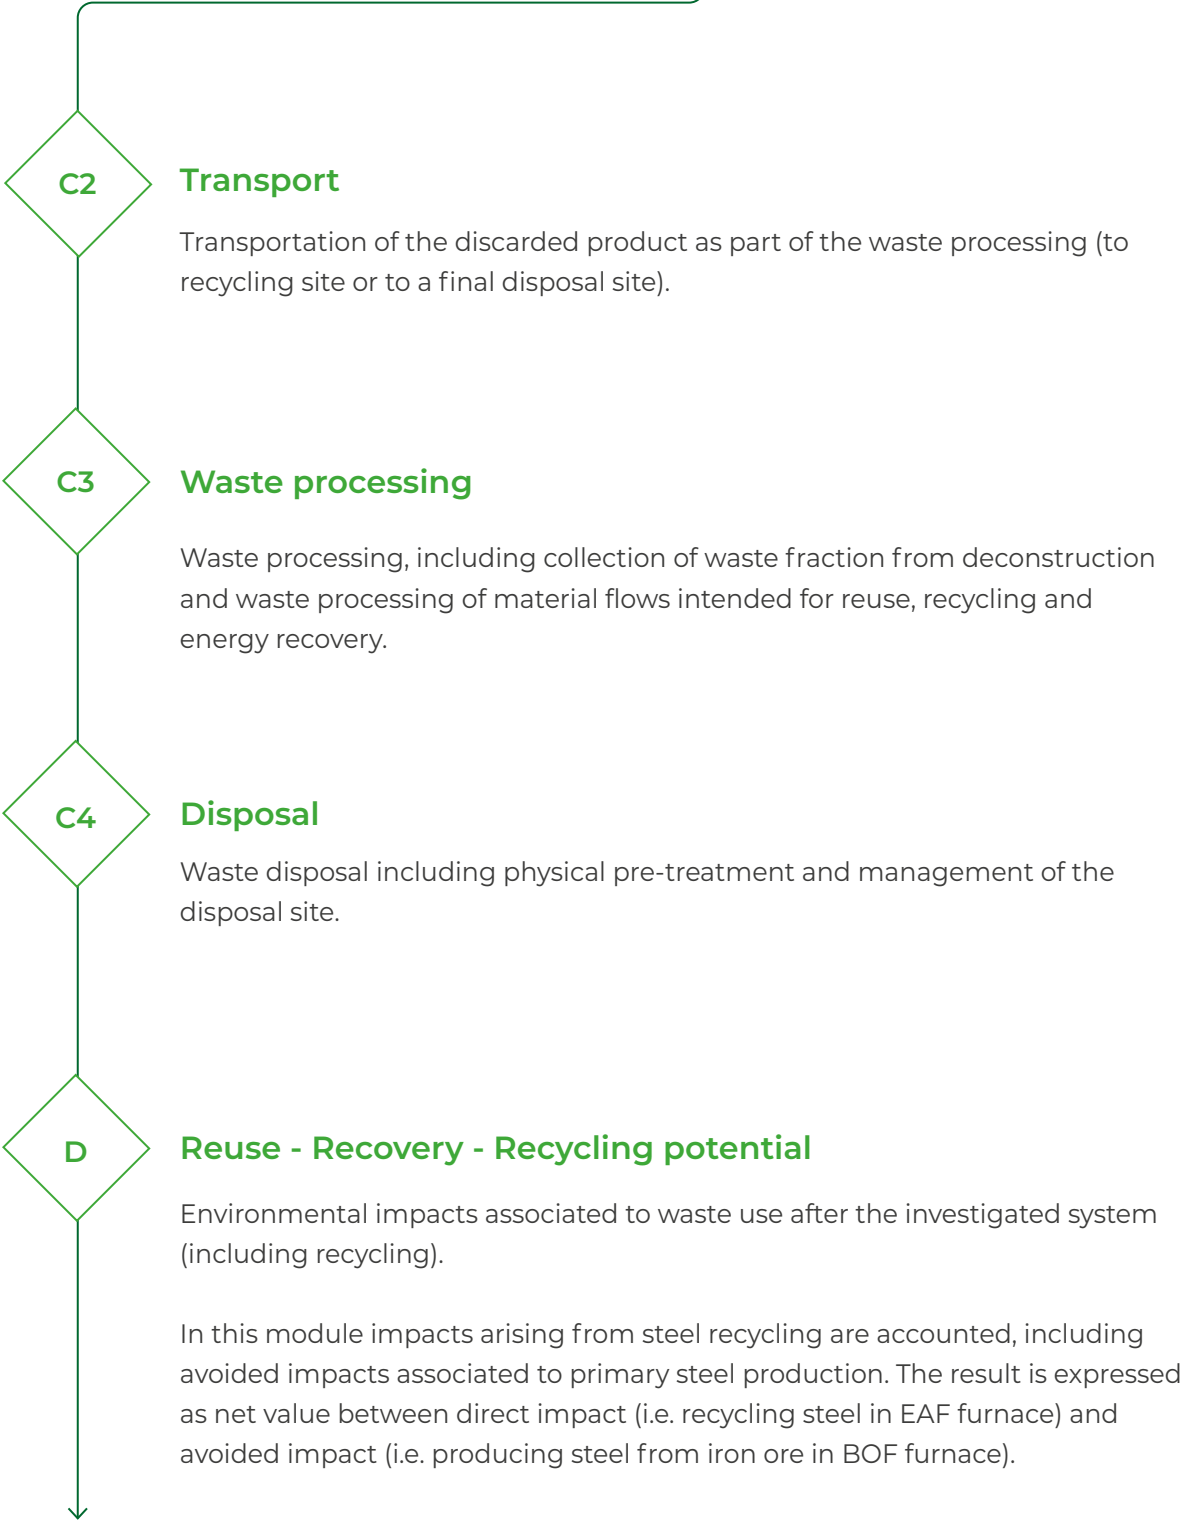 C2
Transport
Transportation of the discarded product as part of the waste processing (to
recycling site or to a final disposal site).
C3
Waste processing
Waste processing, including collection of waste fraction from deconstruction
and waste processing of material flows intended for reuse, recycling and
energy recovery.
C4
Disposal
Waste disposal including physical pre-treatment and management of the
disposal site.
D
Reuse - Recovery - Recycling potential
Environmental impacts associated to waste use after the investigated system
(including recycling).
In this module impacts arising from steel recycling are accounted, including
avoided impacts associated to primary steel production. The result is expressed
as net value between direct impact (i.e. recycling steel in EAF furnace) and
avoided impact (i.e. producing steel from iron ore in BOF furnace).